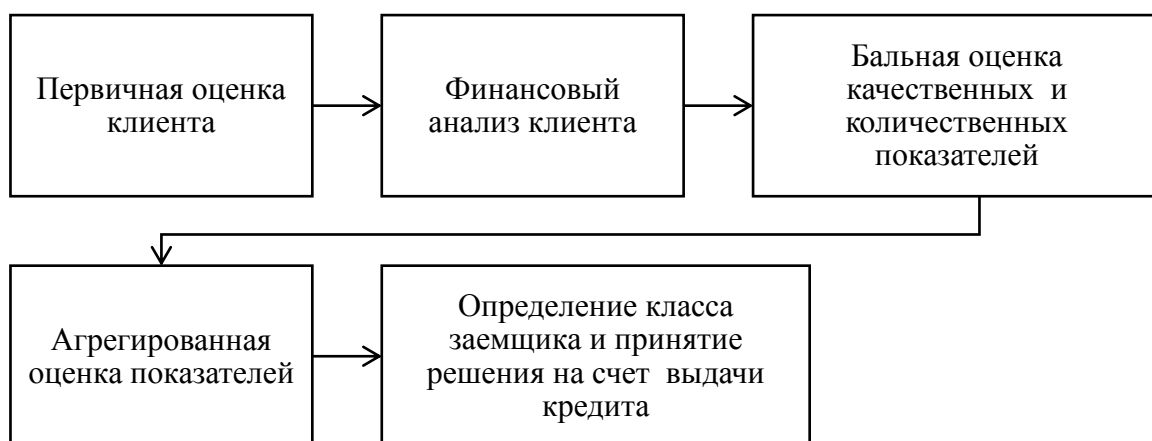 Первичная оценка
клиента
Финансовый
анализ клиента
Бальная оценка
качественных и
количественных
показателей
Агрегированная
оценка показателей
Определение класса
заемщика и принятие
решения на счет выдачи
кредита